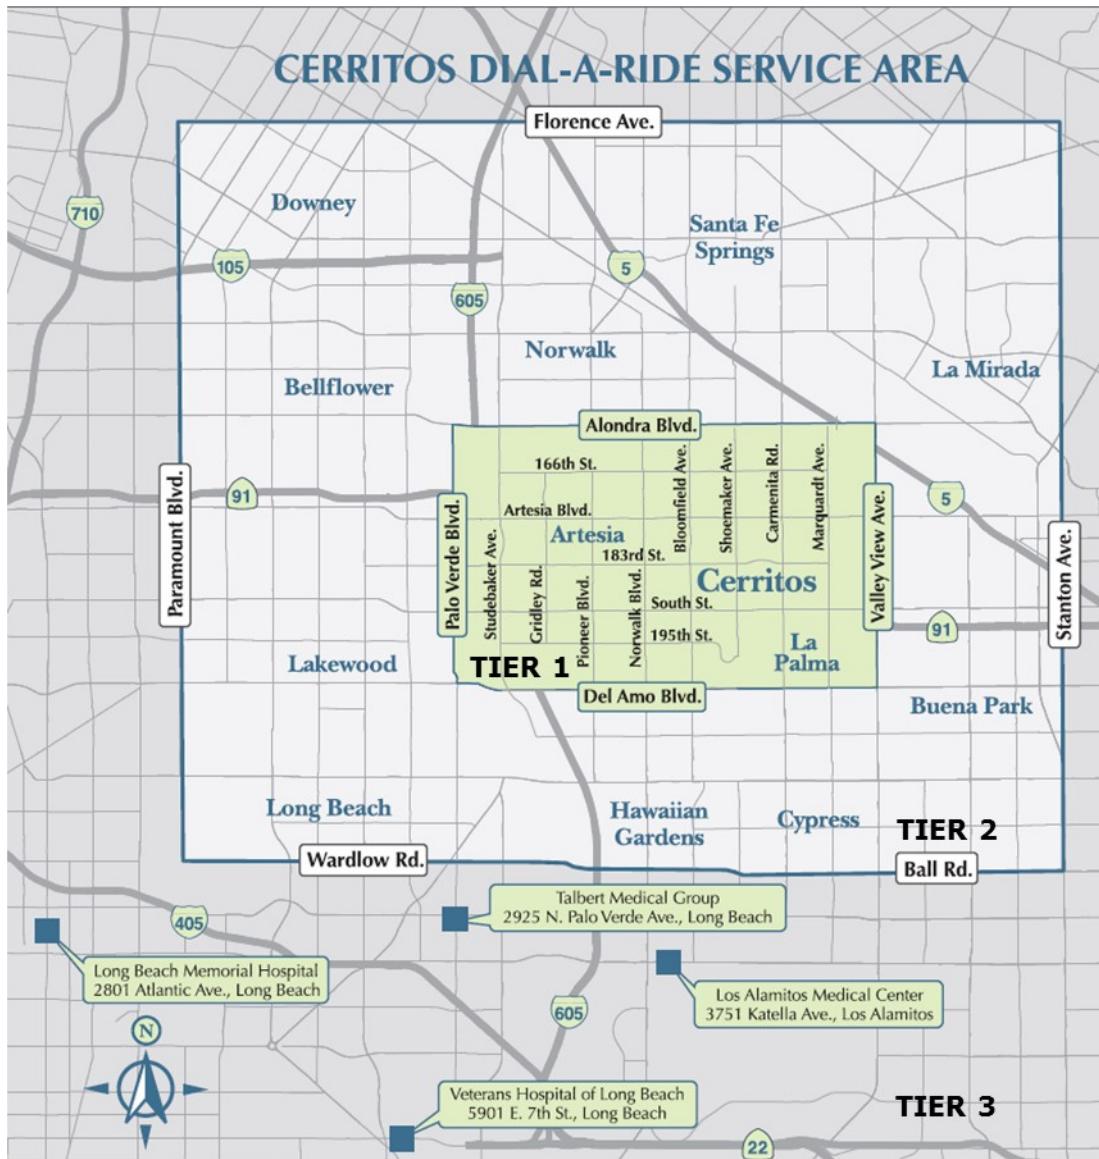 CERRITOS DIAL-A-RIDE SERVICE AREA
Florence Ave.
Downey
710
Santa Fe
Springs
105
5
605
Norwalk
La Mirada
Bellflower
Alondra Blvd.
166th St.
Bloomfield Ave.
Shoemaker Ave.
Carmenita Rd.
Marquardt Ave.
Paramount Blvd.
91
5
Palo Verde Blvd.
Artesia Blvd.
Artesia
183rd St.
Valley View Ave.
Stanton Ave.
Studebaker Ave.
Gridley Rd.
Pioneer Blvd.
Norwalk Blvd.
Cerritos
South St.
195th St.
91
Lakewood
TIER 1
La
Palma
Del Amo Blvd.
Buena Park
Long Beach
Hawaiian
Gardens
Cypress
TIER 2
Wardlow Rd.
Ball Rd.
Talbert Medical Group
2925 N. Palo Verde Ave., Long Beach
405
Long Beach Memorial Hospital
2801 Atlantic Ave., Long Beach
Los Alamitos Medical Center
3751 Katella Ave., Los Alamitos
605
N
Veterans Hospital of Long Beach
5901 E. 7th St., Long Beach
TIER 3
22